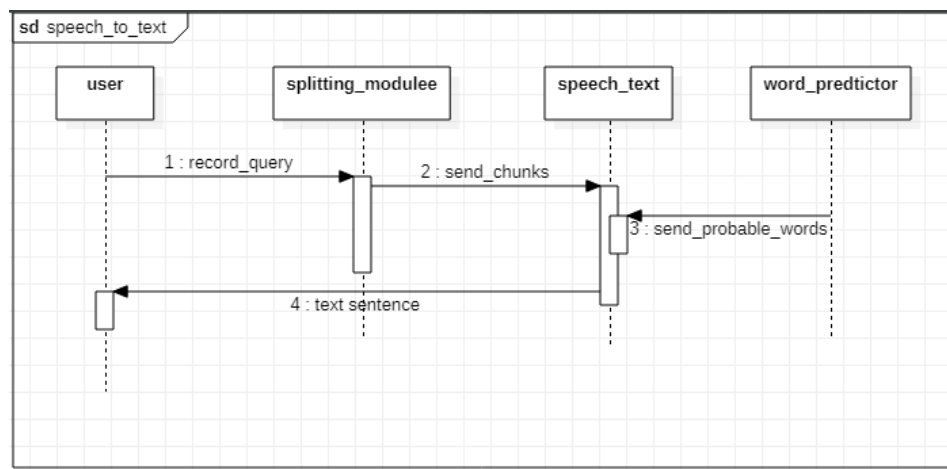 sd speech_to_text
user
splitting_modulee
speech_text
word_predtictor
1 : record_query
2 : send_chunks
3 : send_probable_words
4 : text sentence